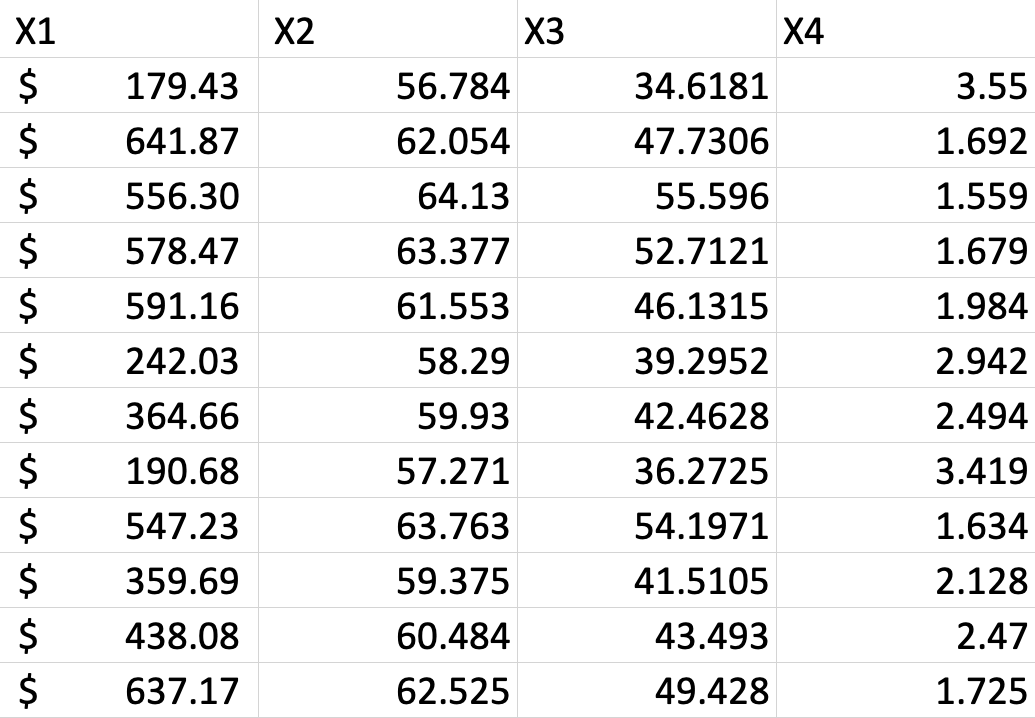 X1 X2 X3 X4
$ 179.43 56.784 34.6181 3.55
$ 641.87 62.054 47.7306 1.692
$ 556.30 64.13 55.596 1.559
$ 578.47 63.377 52.7121 1.679
$ 591.16 61.553 46.1315 1.984
$ 242.03 58.29 39.2952 2.942
$ 364.66 59.93 42.4628 2.494
$ 190.68 57.271 36.2725 3.419
$ 547.23 63.763 54.1971 1.634
$ 359.69 59.375 41.5105 2.128
$ 438.08 60.484 43.493 2.47
$ 637.17 62.525 49.428 1.725